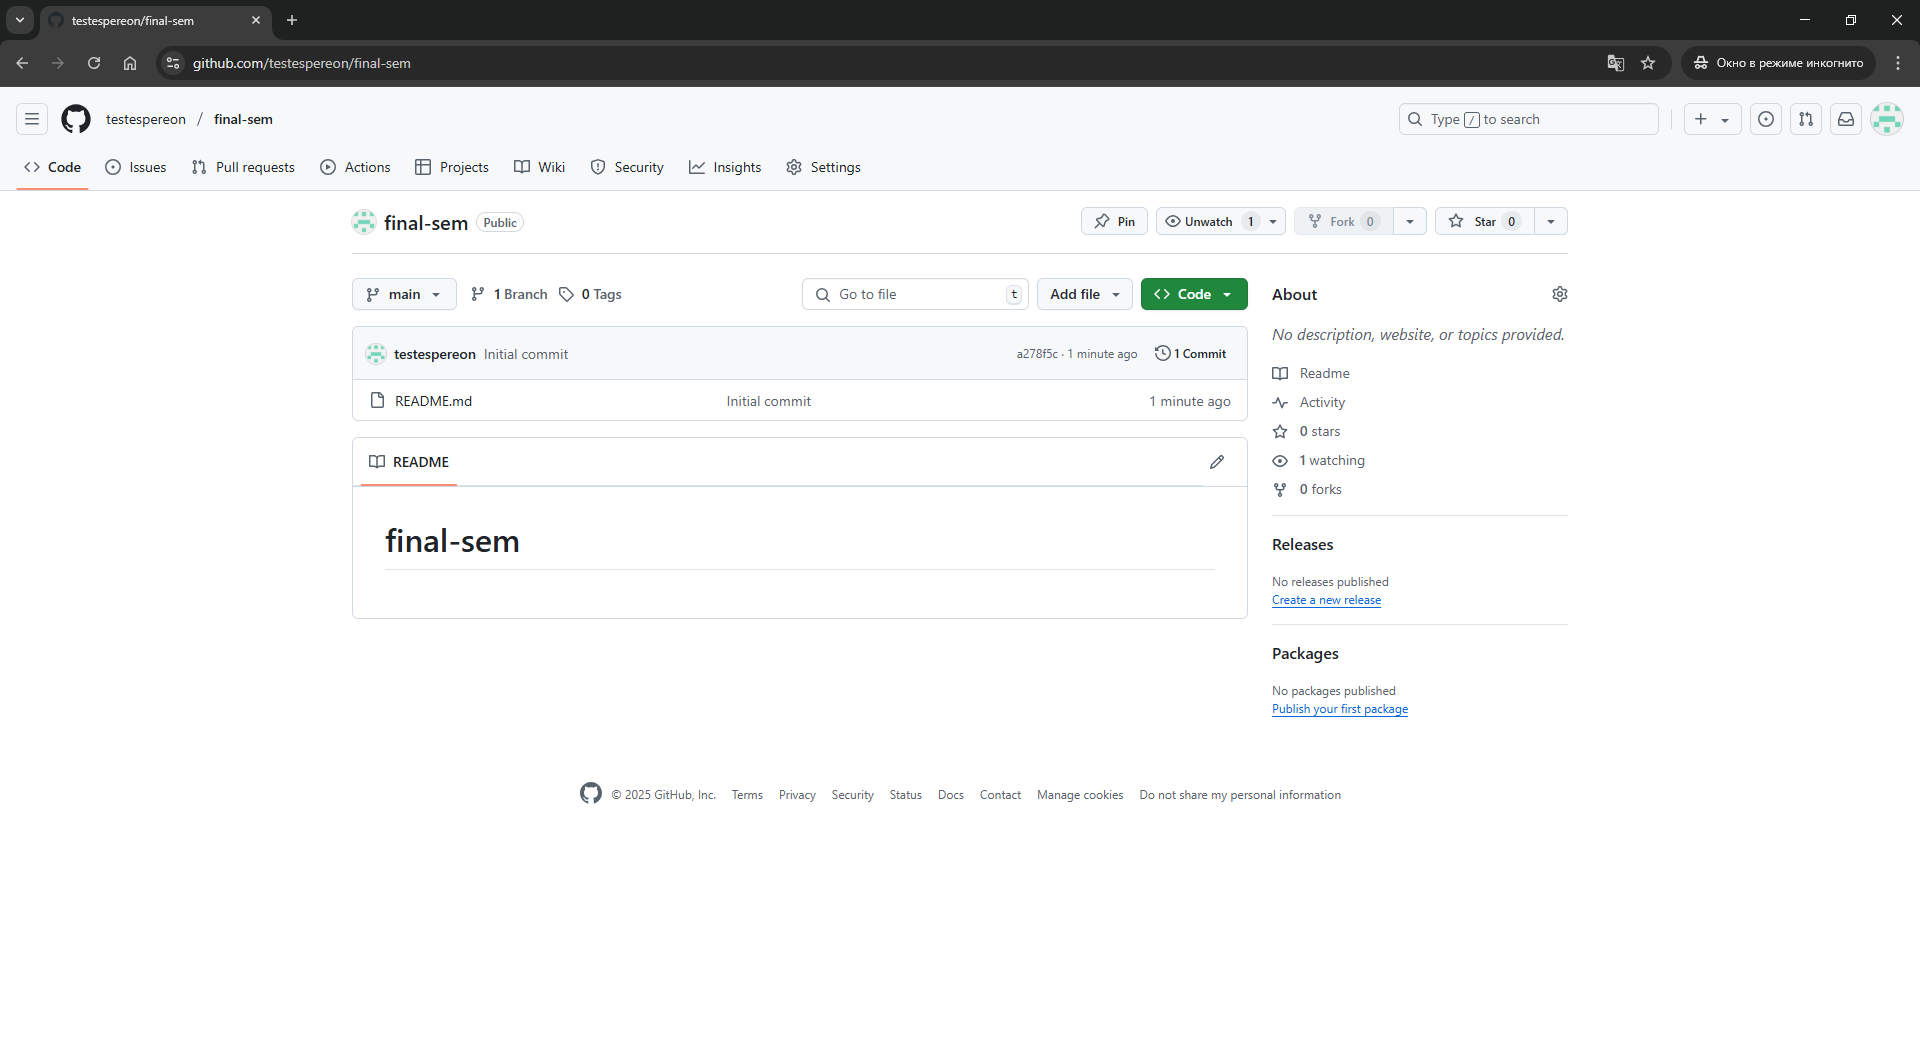 testespereon/final-sem
github.com/testespereon/final-sem
Окно в режиме инкогнито
testespereon / final-sem
Type / to search
Code Issues Pull requests Actions Projects Wiki Security Insights Settings
final-sem Public
Pin Unwatch 1 Fork 0 Star 0
main 1 Branch 0 Tags Go to file t Add file Code
testespereon Initial commit a278f5c · 1 minute ago 1 Commit
README.md Initial commit 1 minute ago
README
final-sem
About
No description, website, or topics provided.
Readme
Activity
0 stars
1 watching
0 forks
Releases
No releases published
Create a new release
Packages
No packages published
Publish your first package
© 2025 GitHub, Inc. Terms Privacy Security Status Docs Contact Manage cookies Do not share my personal information